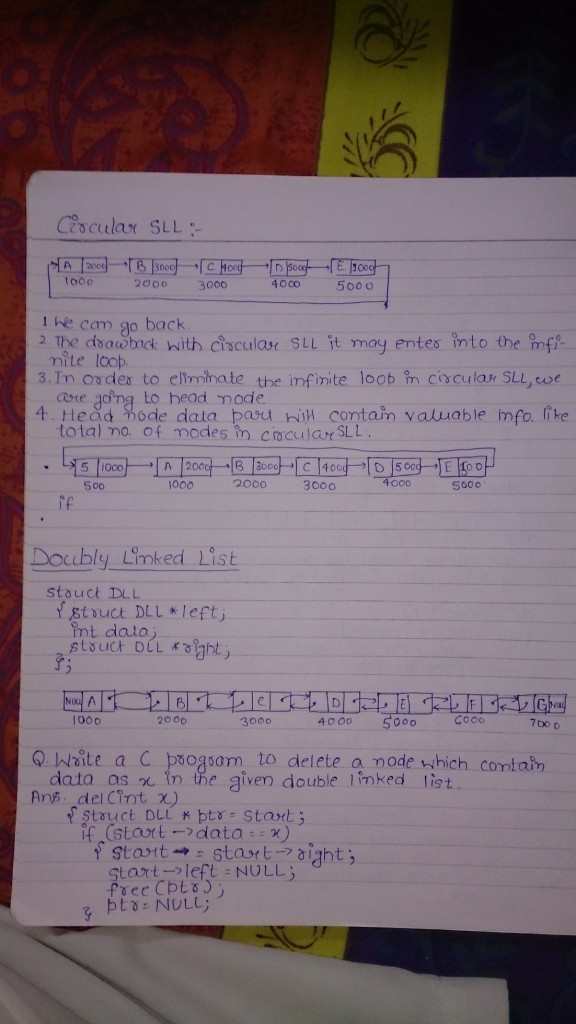 Circular SLL :-
A 2000 B 3000 C 4000 D 5000 E 1000
1000 2000 3000 4000 5000
1. We can go back.
2 The drawback with circular SLL it may enter into the infi-
nite loop.
3. In order to eliminate the infinite loop in circular SLL, we
are going to head node.
4. Head node data part will contain valuable info. like
total no. of nodes in circular SLL.
5 1000 A 2000 B 3000 C 4000 D 5000 E
500 1000 2000 3000 4000 5000
if
Doubly Linked List
struct DLL
{ struct DLL * left;
int data;
struct DLL * right;
};
NULL A B C D E F G NULL
1000 2000 3000 4000 5000 6000 7000
Q. Write a C program to delete a node which contain
data as x in the given double linked list.
Ans. del(int x)
{ struct DLL * ptr = start;
if (start -> data == x)
{ start = start -> right;
start -> left = NULL;
free (ptr);
ptr = NULL;
}